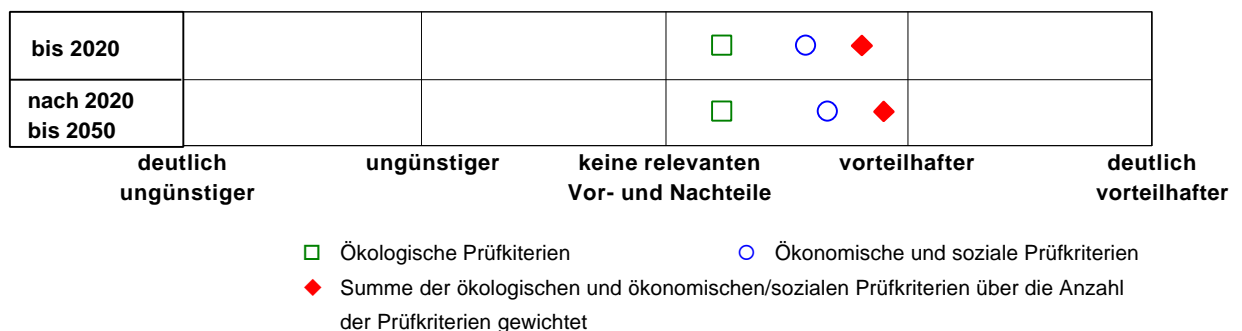 bis 2020
nach 2020
bis 2050
deutlich ungünstiger keine relevanten vorteilhafter deutlich
ungünstiger Vor- und Nachteile vorteilhafter
Ökologische Prüfkiterien Ökonomische und soziale Prüfkriterien
Summe der ökologischen und ökonomischen/sozialen Prüfkriterien über die Anzahl
der Prüfkriterien gewichtet